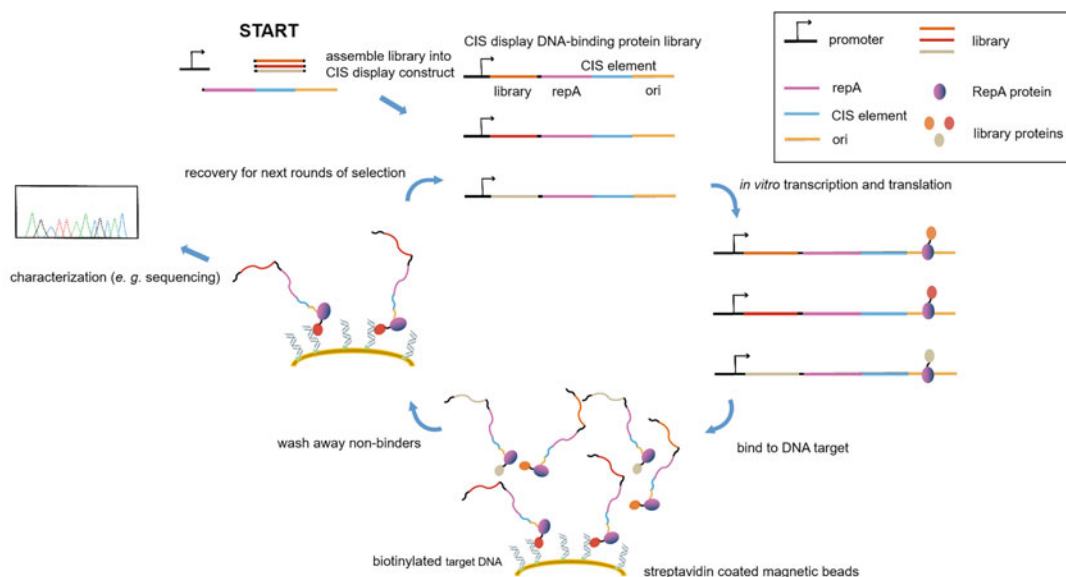 START
assemble library into
CIS display construct
CIS display DNA-binding protein library
CIS element
library
repA
ori
promoter
library
repA
RepA protein
CIS element
library proteins
ori
recovery for next rounds of selection
in vitro transcription and translation
characterization (e. g. sequencing)
wash away non-binders
bind to DNA target
biotinylated target DNA
streptavidin coated magnetic beads